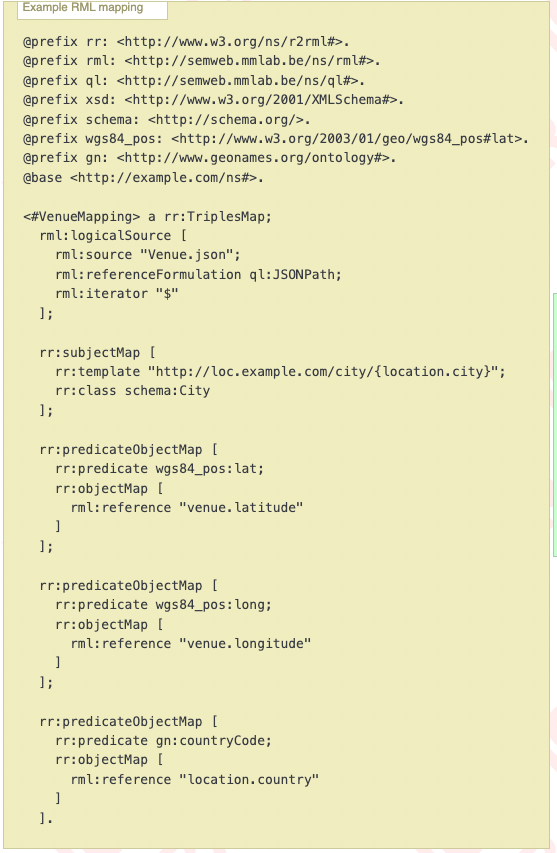 Example RML mapping
@prefix rr: <http://www.w3.org/ns/r2rml#>.
@prefix rml: <http://semweb.mmlab.be/ns/rml#>.
@prefix ql: <http://semweb.mmlab.be/ns/ql#>.
@prefix xsd: <http://www.w3.org/2001/XMLSchema#>.
@prefix schema: <http://schema.org/>.
@prefix wgs84_pos: <http://www.w3.org/2003/01/geo/wgs84_pos#lat>.
@prefix gn: <http://www.geonames.org/ontology#>.
@base <http://example.com/ns#>.

<#VenueMapping> a rr:TriplesMap;
  rml:logicalSource [
    rml:source "Venue.json";
    rml:referenceFormulation ql:JSONPath;
    rml:iterator "$"
  ];

  rr:subjectMap [
    rr:template "http://loc.example.com/city/{location.city}";
    rr:class schema:City
  ];

  rr:predicateObjectMap [
    rr:predicate wgs84_pos:lat;
    rr:objectMap [
      rml:reference "venue.latitude"
    ]
  ];

  rr:predicateObjectMap [
    rr:predicate wgs84_pos:long;
    rr:objectMap [
      rml:reference "venue.longitude"
    ]
  ];

  rr:predicateObjectMap [
    rr:predicate gn:countryCode;
    rr:objectMap [
      rml:reference "location.country"
    ]
  ].